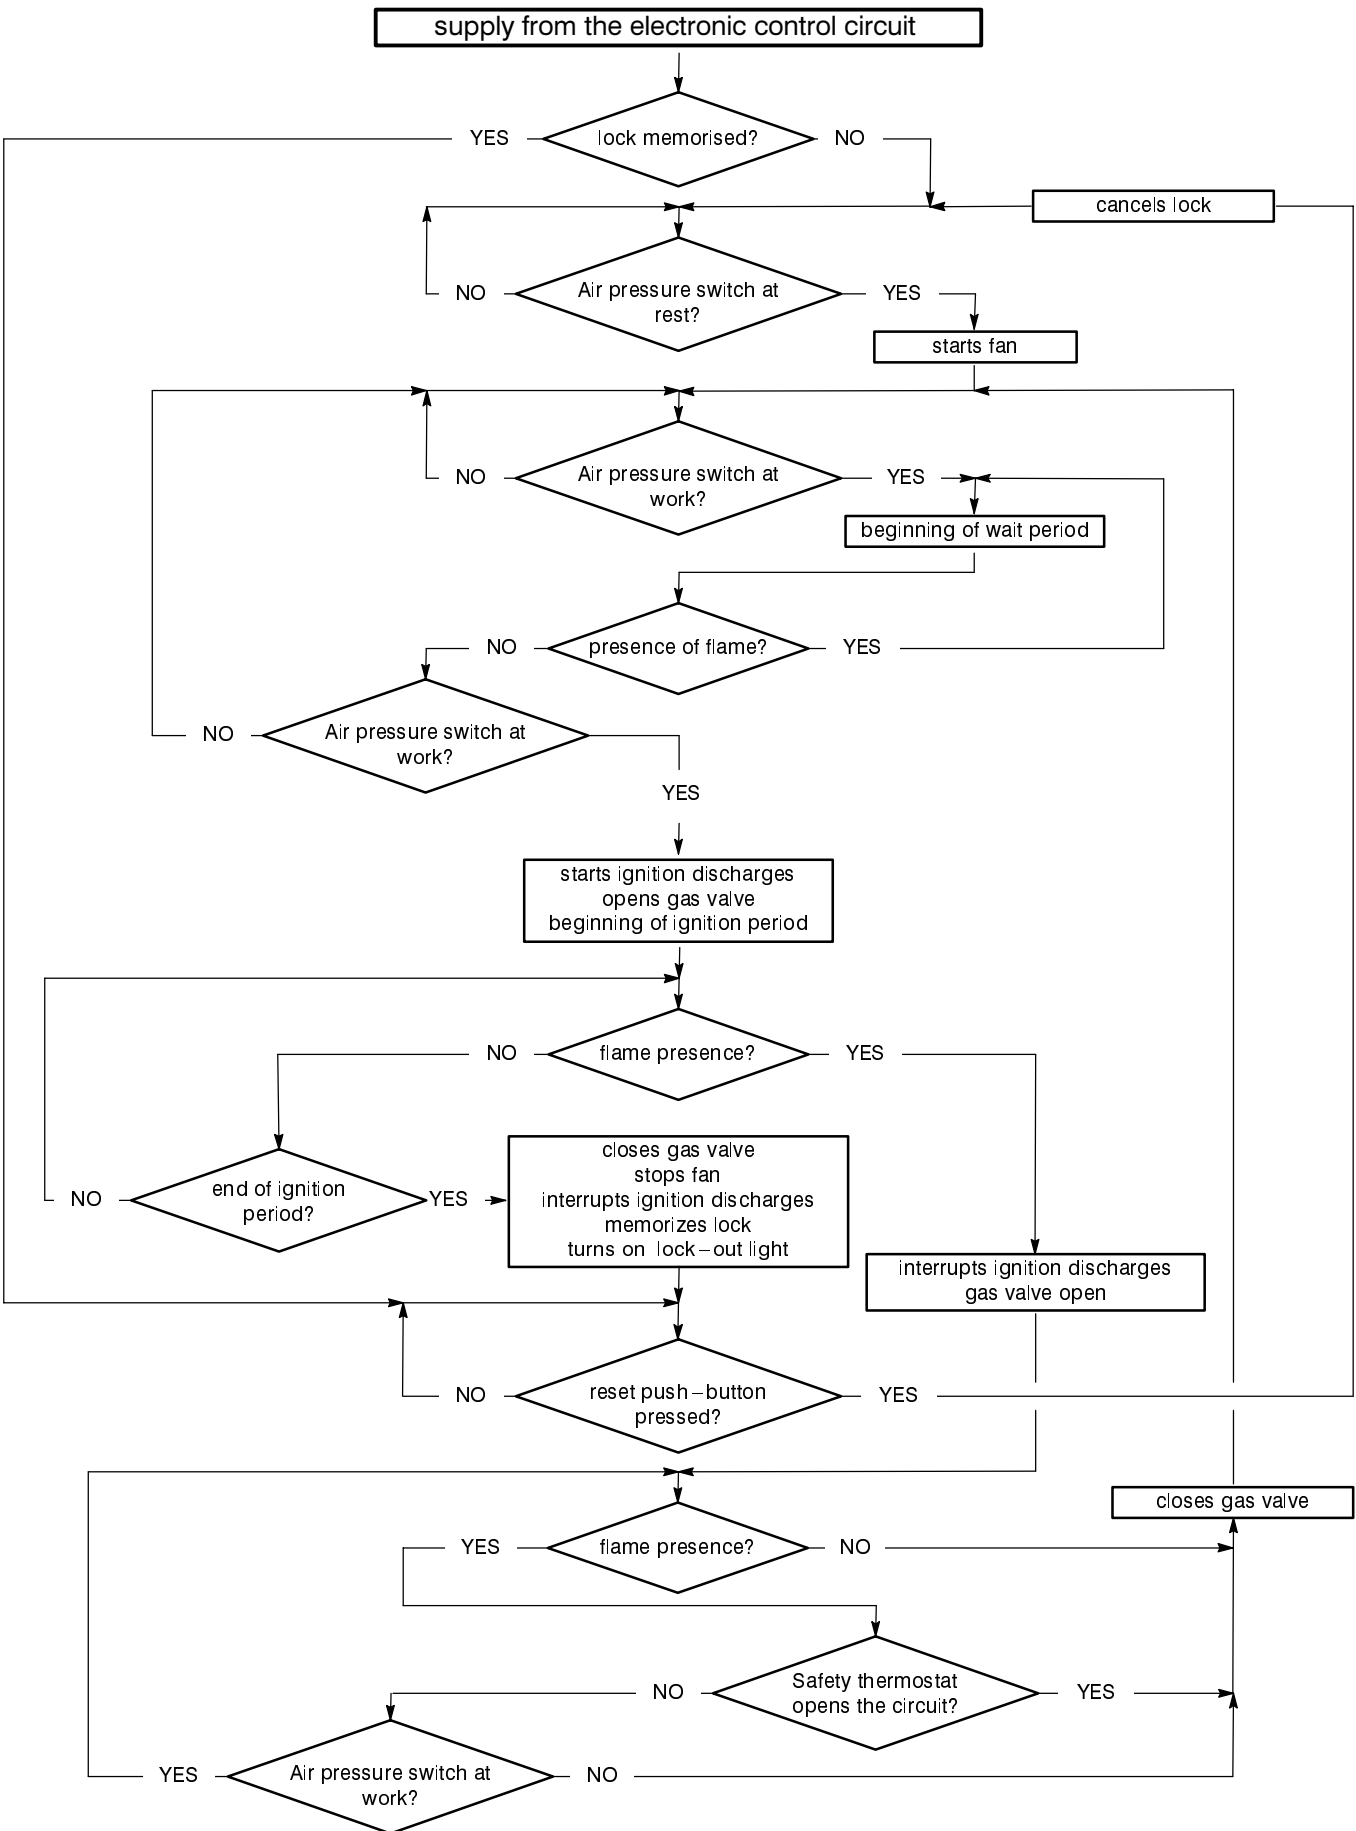 supply from the electronic control circuit
YES
lock memorised?
NO
cancels lock
NO
Air pressure switch at
rest?
YES
starts fan
NO
Air pressure switch at
work?
YES
beginning of wait period
NO
presence of flame?
YES
NO
Air pressure switch at
work?
YES
starts ignition discharges
opens gas valve
beginning of ignition period
NO
flame presence?
YES
NO
end of ignition
period?
YES
closes gas valve
stops fan
interrupts ignition discharges
memorizes lock
turns on lock–out light
interrupts ignition discharges
gas valve open
NO
reset push–button
pressed?
YES
closes gas valve
YES
flame presence?
NO
NO
Safety thermostat
opens the circuit?
YES
YES
Air pressure switch at
work?
NO